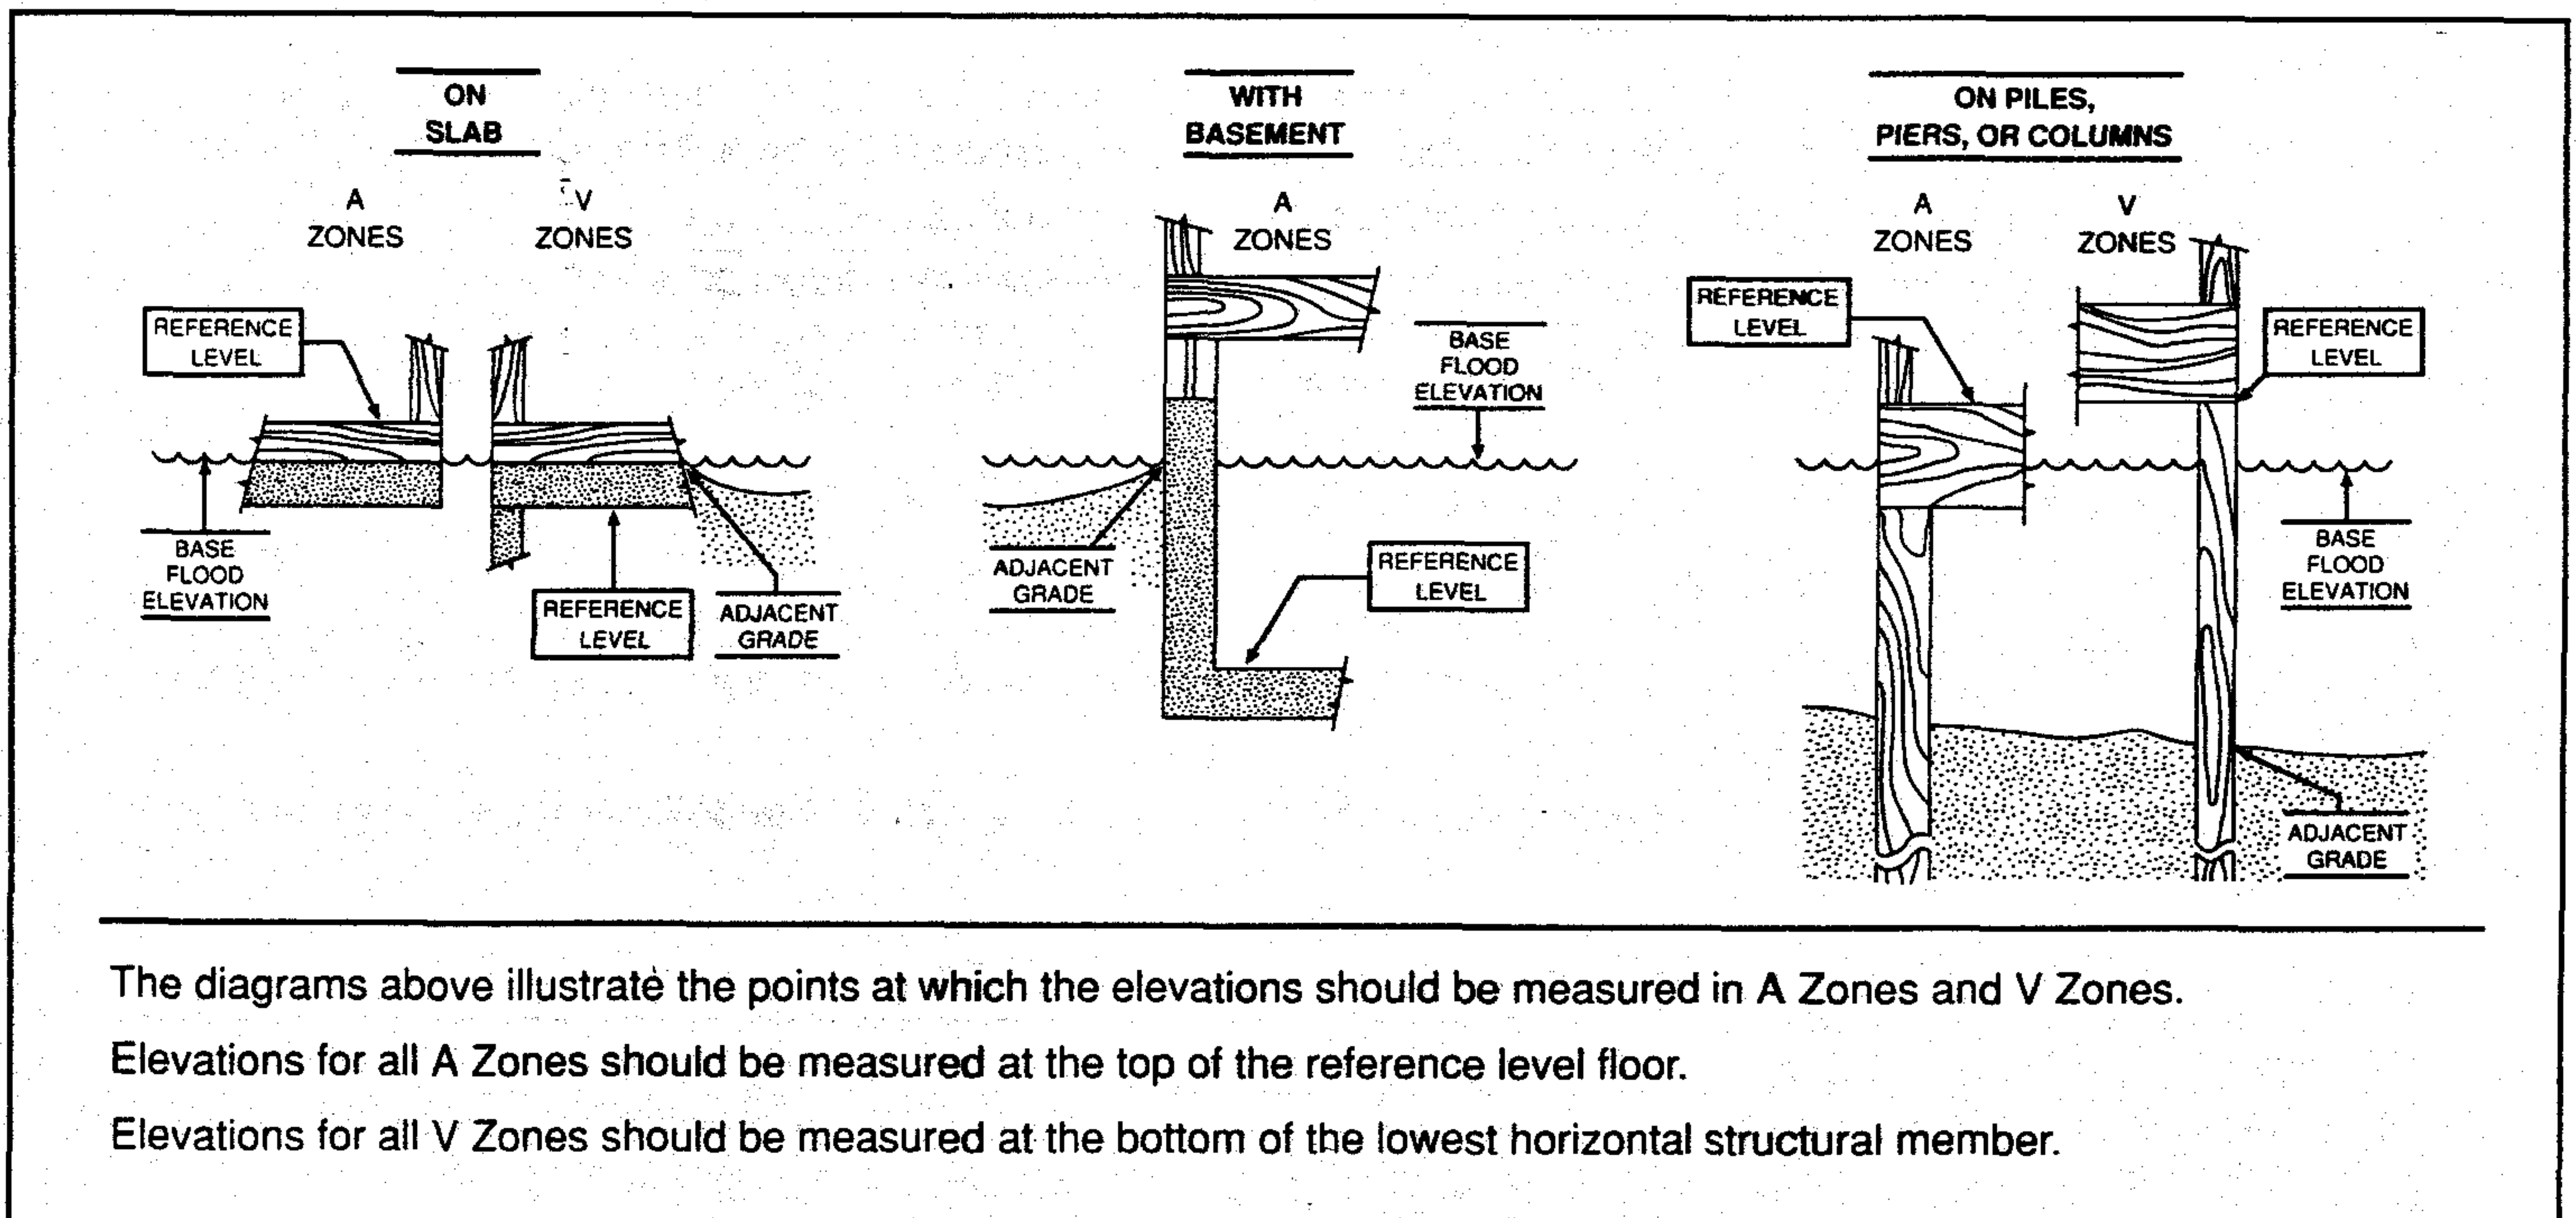 ON
SLAB
A
ZONES
V
ZONES
REFERENCE
LEVEL
BASE
FLOOD
ELEVATION
REFERENCE
LEVEL
ADJACENT
GRADE
WITH
BASEMENT
A
ZONES
BASE
FLOOD
ELEVATION
ADJACENT
GRADE
REFERENCE
LEVEL
ON PILES,
PIERS, OR COLUMNS
A
ZONES
V
ZONES
REFERENCE
LEVEL
REFERENCE
LEVEL
BASE
FLOOD
ELEVATION
ADJACENT
GRADE
The diagrams above illustrate the points at which the elevations should be measured in A Zones and V Zones.
Elevations for all A Zones should be measured at the top of the reference level floor.
Elevations for all V Zones should be measured at the bottom of the lowest horizontal structural member.